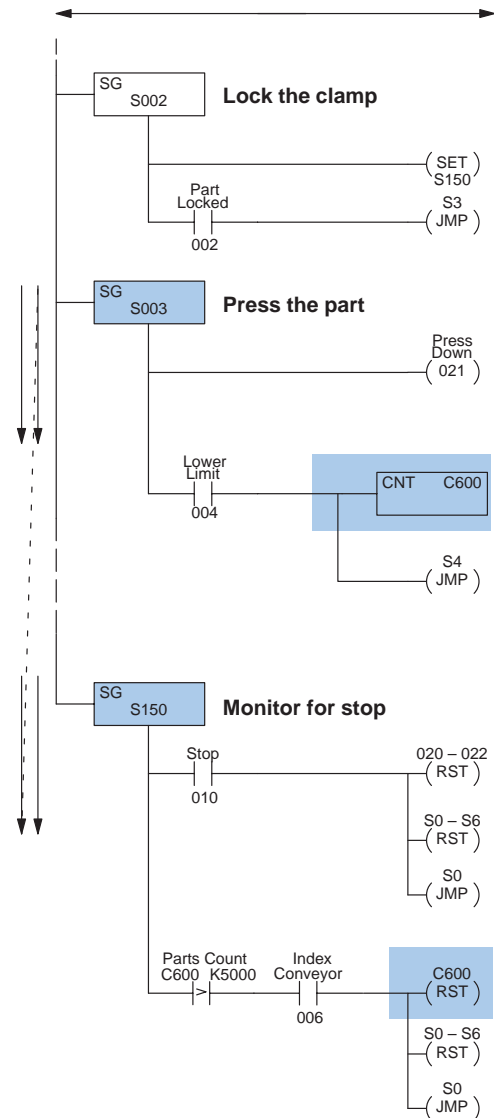 SG
S002
Lock the clamp
SET
S150
Part
Locked
002
S3
JMP
SG
S003
Press the part
Press
Down
021
Lower
Limit
004
CNT C600
S4
JMP
SG
S150
Monitor for stop
Stop
010
020 – 022
RST
S0 – S6
RST
S0
JMP
Parts Count
C600 K5000
>
Index
Conveyor
006
C600
RST
S0 – S6
RST
S0
JMP